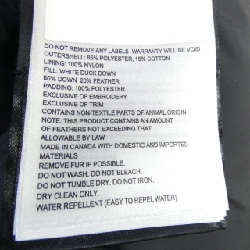 DO NOT REMOVE ANY LABELS. WARRANTY WILL BE VOID
OUTERSHELL: 85% POLYESTER, 15% COTTON
LINING: 100% NYLON
FILL: WHITE DUCK DOWN
80% DOWN 20% FEATHER
PADDING: 100% POLYESTER
EXCLUSIVE OF EMBROIDERY
EXCLUSIVE OF TRIM
CONTAINS NON-TEXTILE PARTS OF ANIMAL ORIGIN
NOTE: THIS PRODUCT CONTAINS AN AMOUNT
OF FEATHERS NOT EXCEEDING THAT
ALLOWABLE BY LAW
MADE IN CANADA WITH DOMESTIC AND IMPORTED
MATERIALS
REMOVE FUR IF POSSIBLE.
DO NOT WASH. DO NOT BLEACH.
DO NOT TUMBLE DRY. DO NOT IRON.
DRY CLEAN ONLY.
WATER REPELLENT (EASY TO REPEL WATER)